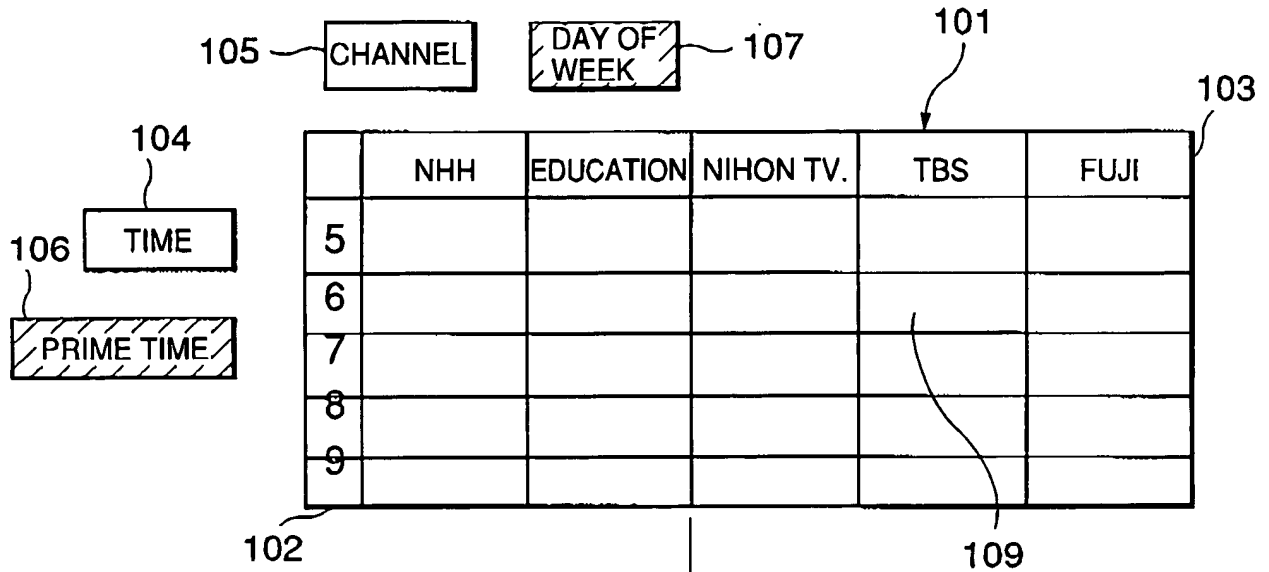 105 CHANNEL DAY OF WEEK 107 101
103
104
NHH EDUCATION NIHON TV. TBS FUJI
TIME 5
106
6
PRIME TIME 7
8
9
102 109